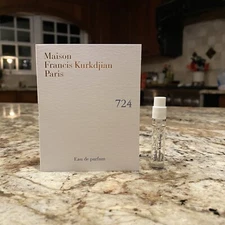 Maison
Francis Kurkdjian
Paris
724
Eau de parfum